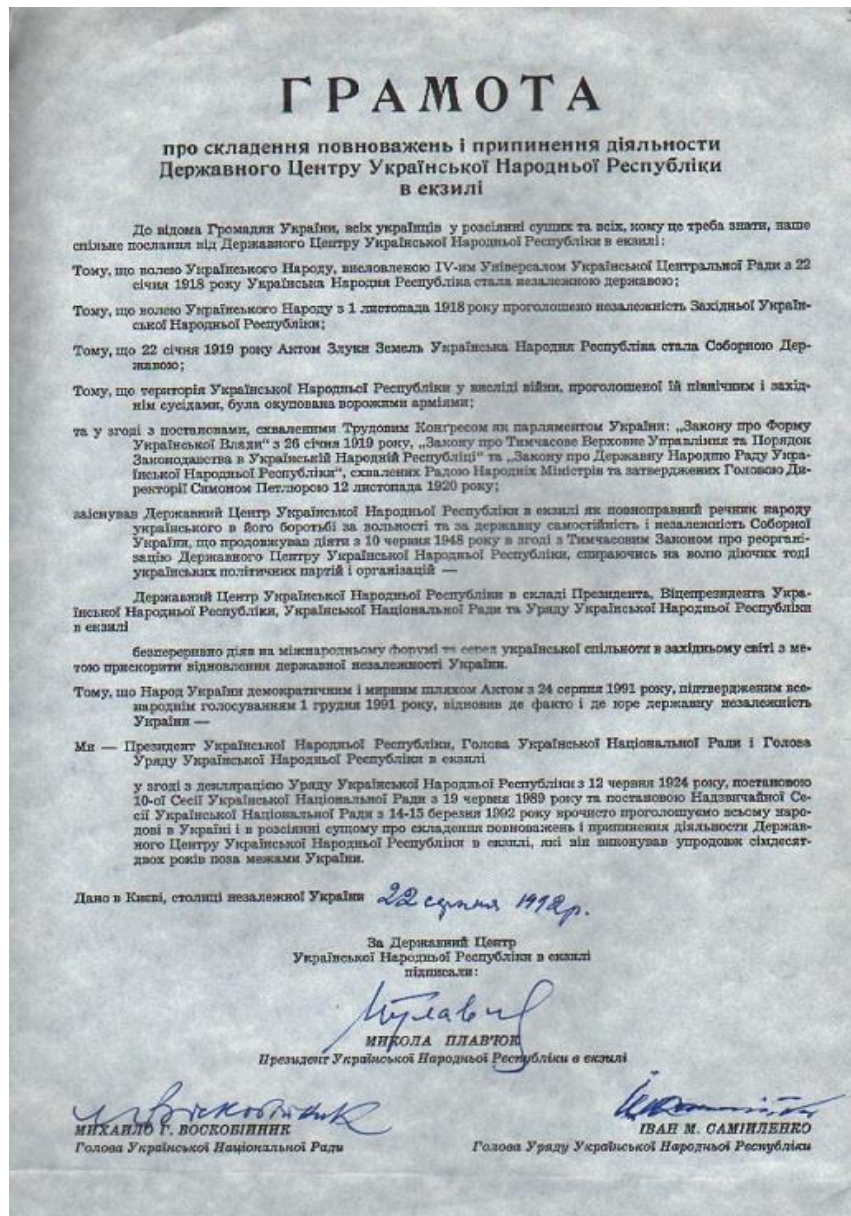 ГРАМОТА
про складення повноважень і припинення діяльности
Державного Центру Української Народньої Республіки
в екзилі
До відома Громадян України, всіх українців у розсіянні сущих та всіх, кому це треба знати, наше
спільне послання від Державного Центру Української Народньої Республіки в екзилі:
Тому, що волею Українського Народу, висловленою IV-им Універсалом Української Центральної Ради з 22
січня 1918 року Українська Народня Республіка стала незалежною державою;
Тому, що волею Українського Народу з 1 листопада 1918 року проголошено незалежність Західньої Україн-
ської Народньої Республіки;
Тому, що 22 січня 1919 року Актом Злуки Земель Українська Народня Республіка стала Соборною Дер-
жавою;
Тому, що територія Української Народньої Республіки у висліді війни, проголошеної їй північним і захід-
нім сусідами, була окупована ворожими арміями;
та у згоді з постановами, схваленими Трудовим Конгресом як парляментом України: „Закону про Форму
Української Влади“ з 26 січня 1919 року, „Закону про Тимчасове Верховне Управління та Порядок
Законодавства в Українській Народній Республіці“ та „Закону про Державну Народню Раду Укра-
їнської Народньої Республіки“, схвалених Радою Народніх Міністрів та затверджених Головою Ди-
ректорії Симоном Петлюрою 12 листопада 1920 року;
заіснував Державний Центр Української Народньої Республіки в екзилі як повноправний речник народу
українського в його боротьбі за вольності та за державну самостійність і незалежність Соборної
України, що продовжував діяти з 10 червня 1948 року в згоді з Тимчасовим Законом про реоргані-
зацію Державного Центру Української Народньої Республіки, спираючись на волю діючих тоді
українських політичних партій і організацій —
Державний Центр Української Народньої Республіки в складі Президента, Віцепрезидента Укра-
їнської Народньої Республіки, Української Національної Ради та Уряду Української Народньої Республіки
в екзилі
безперервно діяв на міжнародньому форумі та серед української спільноти в західньому світі з ме-
тою прискорити відновлення державної незалежності України.
Тому, що Народ України демократичним і мирним шляхом Актом з 24 серпня 1991 року, підтвердженим все-
народнім голосуванням 1 грудня 1991 року, відновив де факто і де юре державну незалежність
України —
Ми — Президент Української Народньої Республіки, Голова Української Національної Ради і Голова
Уряду Української Народньої Республіки в екзилі
у згоді з деклярацією Уряду Української Народньої Республіки з 12 червня 1924 року, постановою
10-ої Сесії Української Національної Ради з 19 червня 1989 року та постановою Надзвичайної Се-
сії Української Національної Ради з 14-15 березня 1992 року врочисто проголошуємо всьому наро-
дові в Україні і в розсіянні сущому про складення повноважень і припинення діяльности Держав-
ного Центру Української Народньої Республіки в екзилі, які він виконував упродовж сімдесят-
двох років поза межами України.
Дано в Києві, столиці незалежної України 22 серпня 1992р.
За Державний Центр
Української Народньої Республіки в екзилі
підписали:
МИКОЛА ПЛАВ'ЮК
Президент Української Народньої Республіки в екзилі
МИХАЙЛО Г. ВОСКОБІЙНИК
Голова Української Національної Ради
ІВАН М. САМІЙЛЕНКО
Голова Уряду Української Народньої Республіки